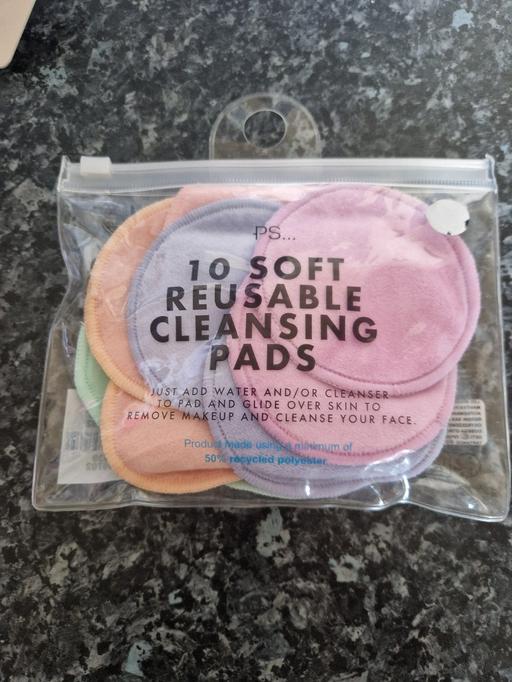 PS...
10 SOFT
REUSABLE
CLEANSING
PADS
JUST ADD WATER AND/OR CLEANSER
TO PAD AND GLIDE OVER SKIN TO
REMOVE MAKEUP AND CLEANSE YOUR FACE.
Product made using a minimum of
50% recycled polyester